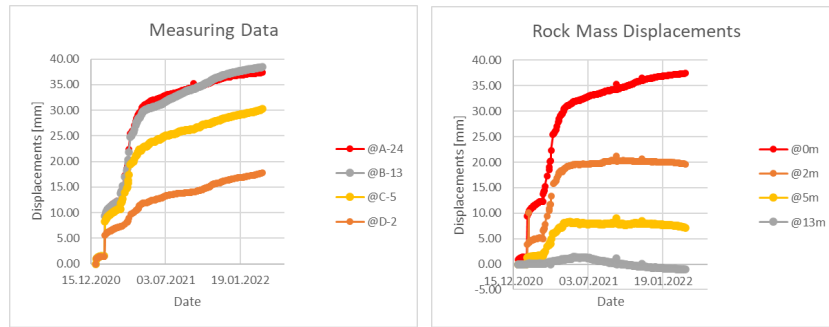 Measuring Data
Displacements [mm]
40.00
35.00
30.00
25.00
20.00
15.00
10.00
5.00
0.00
15.12.2020 03.07.2021 19.01.2022
Date
@A-24
@B-13
@C-5
@D-2
Rock Mass Displacements
Displacements [mm]
40.00
35.00
30.00
25.00
20.00
15.00
10.00
5.00
0.00
15.12.2020 03.07.2021 19.01.2022
-5.00
Date
@0m
@2m
@5m
@13m